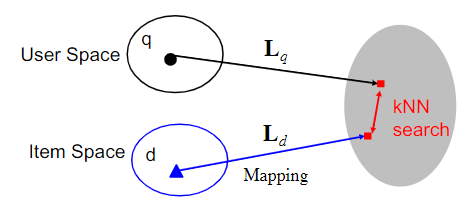 q
User Space
L_q
kNN
search
d
Item Space
L_d
Mapping